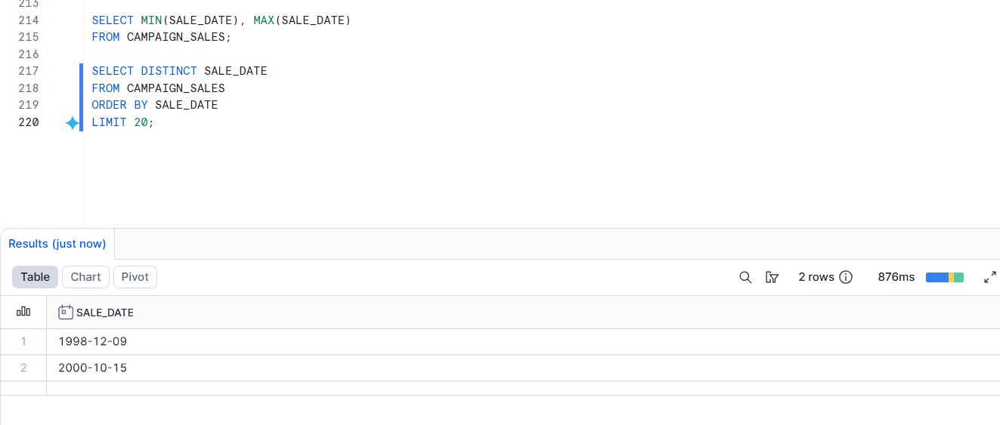 213
214 SELECT MIN(SALE_DATE), MAX(SALE_DATE)
215 FROM CAMPAIGN_SALES;
216
217 SELECT DISTINCT SALE_DATE
218 FROM CAMPAIGN_SALES
219 ORDER BY SALE_DATE
220 LIMIT 20;
Results (just now)
Table Chart Pivot 2 rows 876ms
SALE_DATE
1 1998-12-09
2 2000-10-15